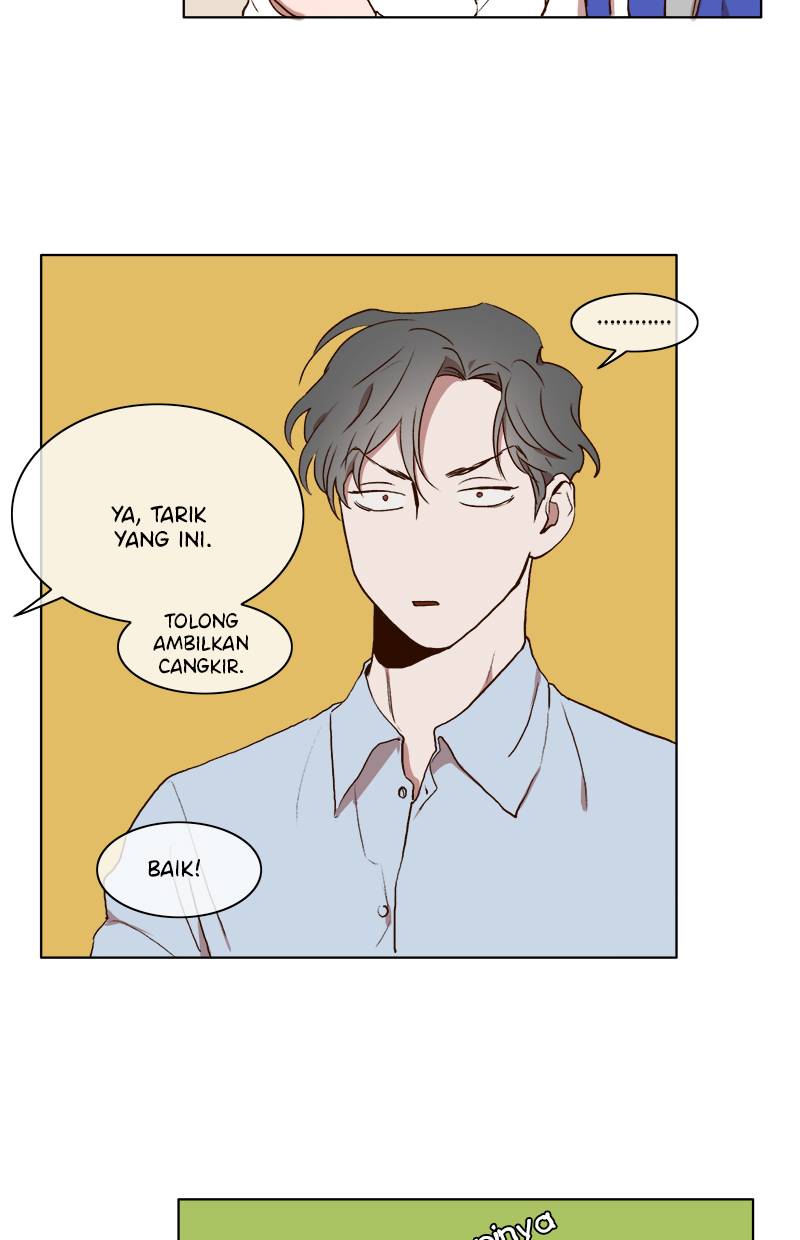 ............
YA, TARIK
YANG INI.
TOLONG
AMBILKAN
CANGKIR.
BAIK!